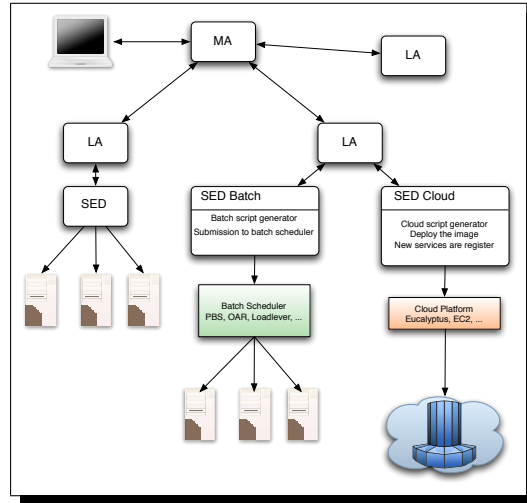 MA
LA
LA
LA
SED
SED Batch
Batch script generator
Submission to batch scheduler
SED Cloud
Cloud script generator
Deploy the image
New services are register
Batch Scheduler
PBS, OAR, Loadlever, ...
Cloud Platform
Eucalyptus, EC2, ...